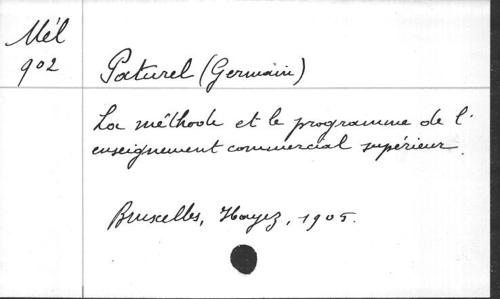 Mél
902
Paturel (Germain)
La méthode et le programme de l'
enseignement commercial supérieur.
Bruxelles, Hayez, 1905.